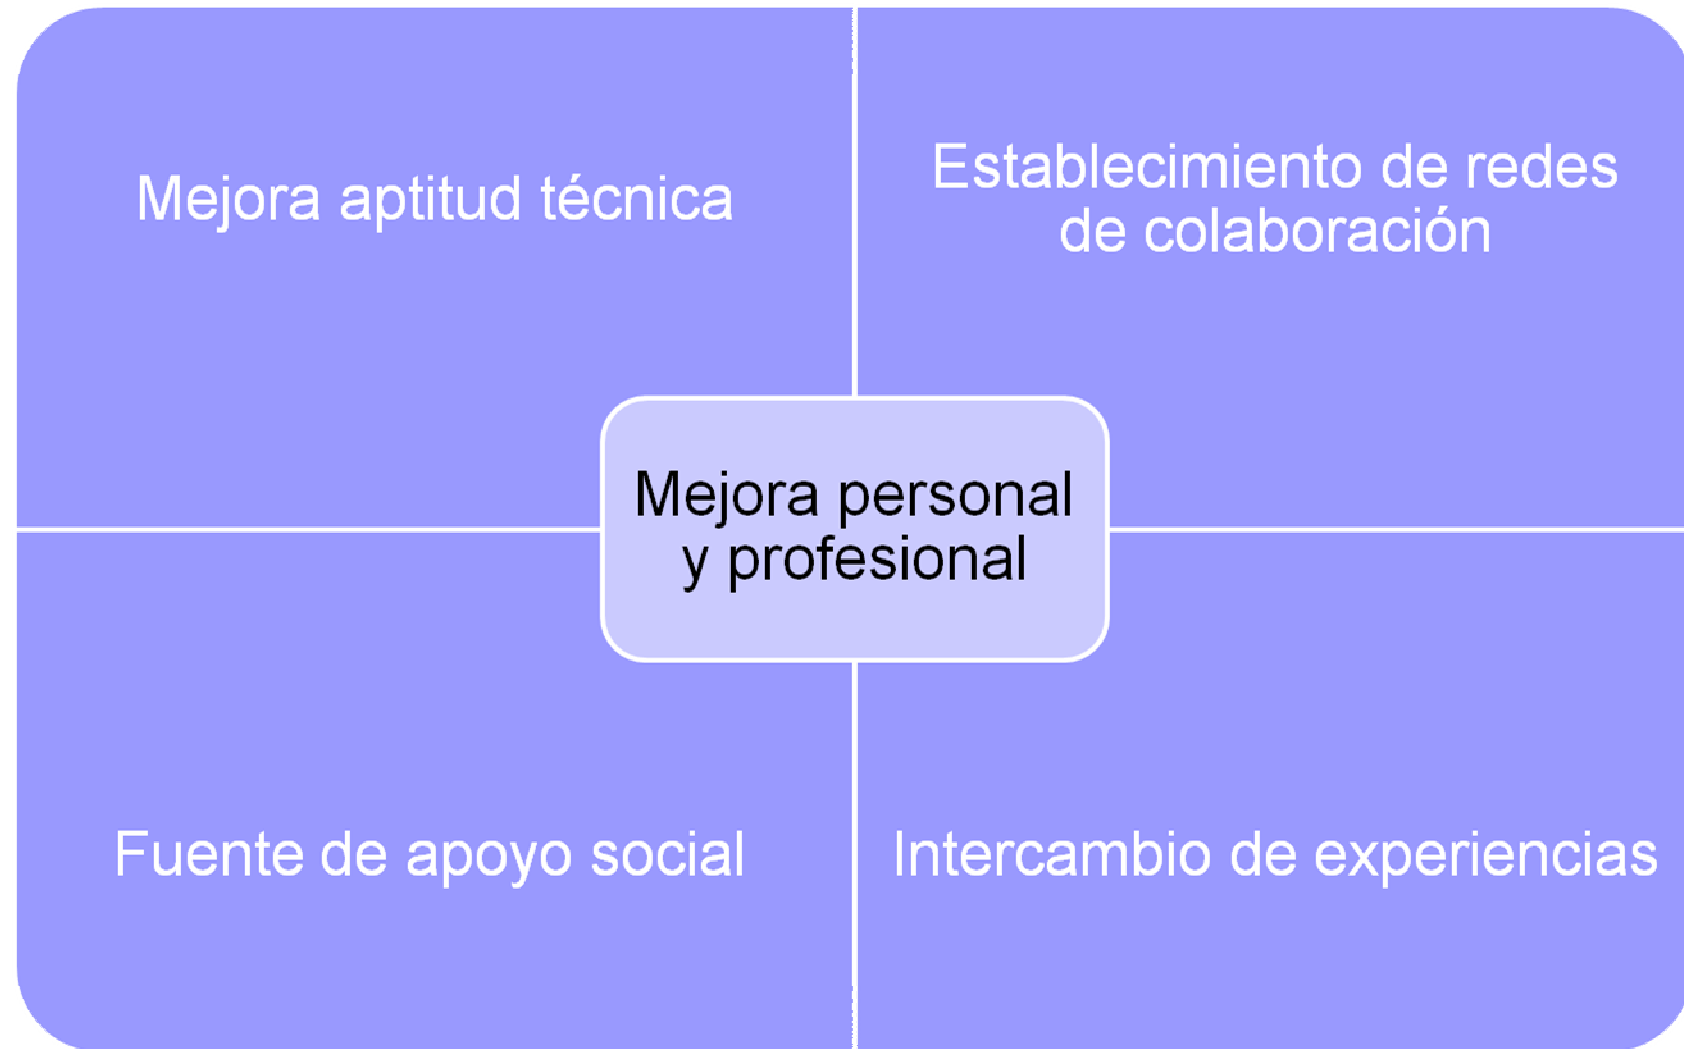 Mejora aptitud técnica
Establecimiento de redes
de colaboración
Mejora personal
y profesional
Fuente de apoyo social
Intercambio de experiencias